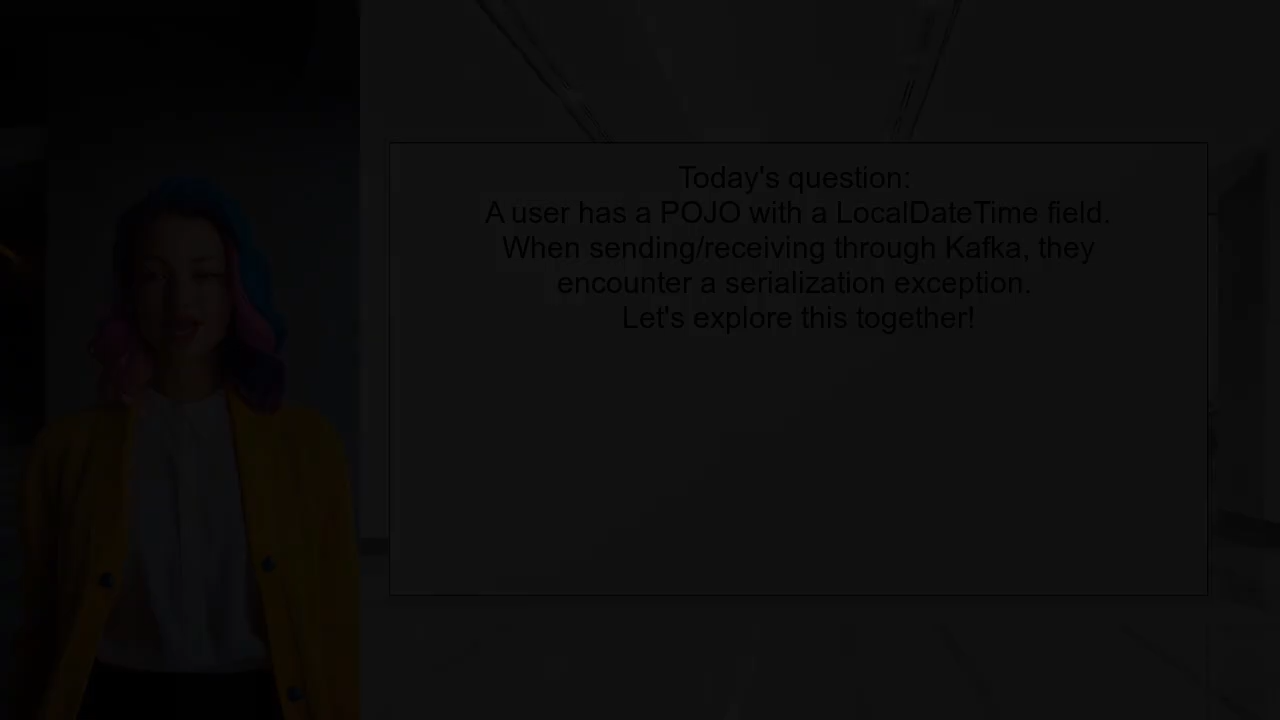 Today's question:
A user has a POJO with a LocalDateTime field.
When sending/receiving through Kafka, they
encounter a serialization exception.
Let's explore this together!